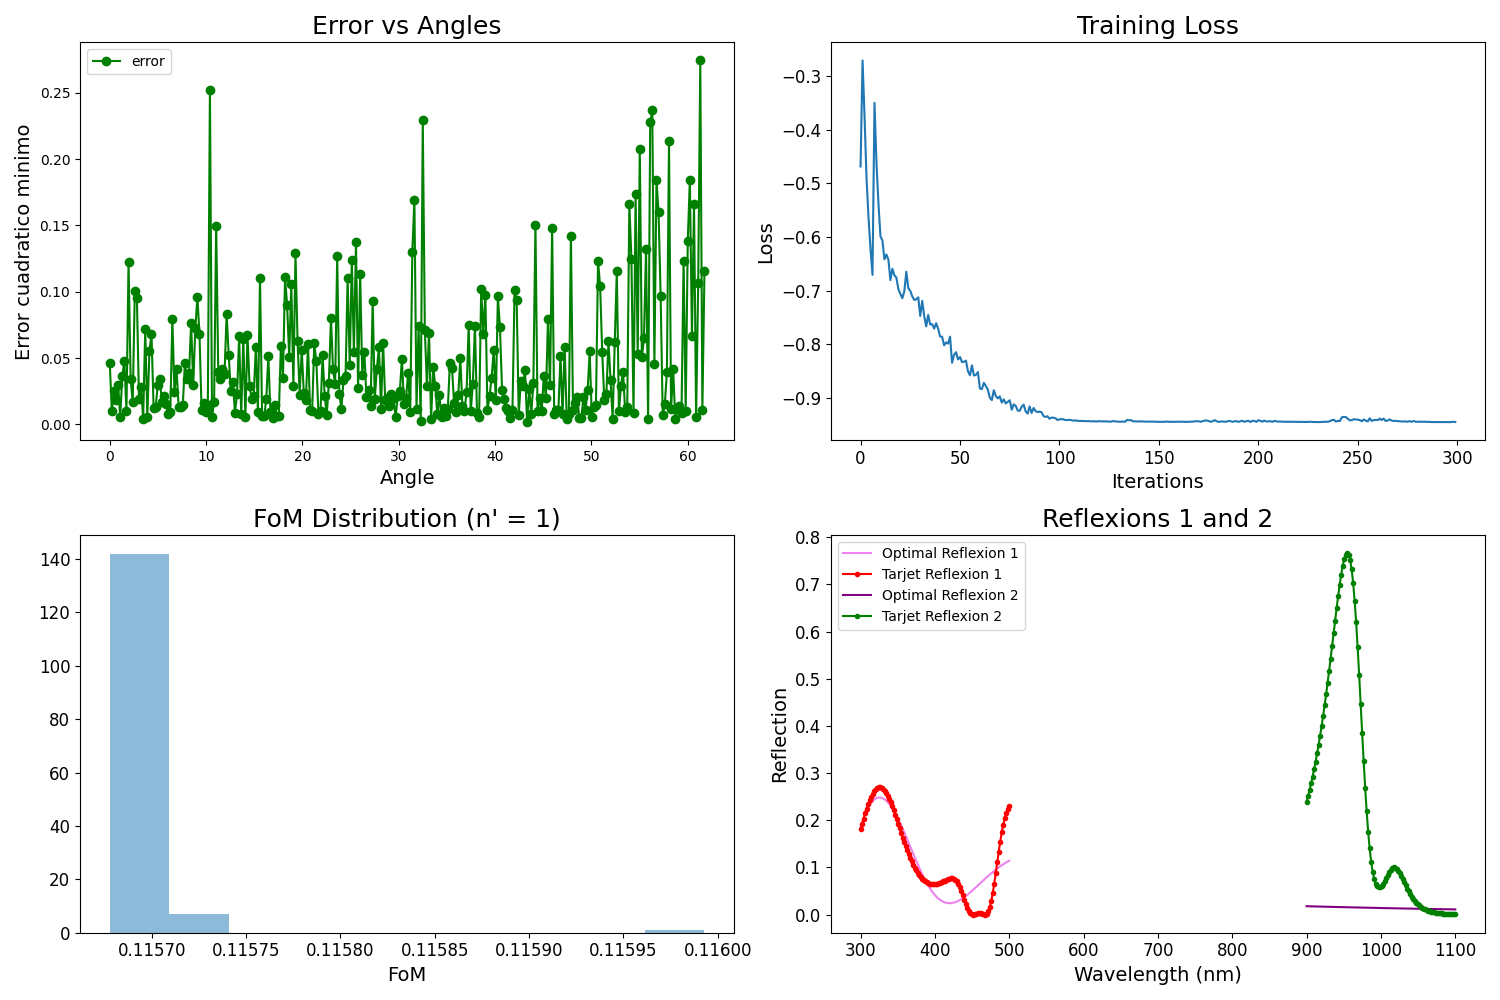 Error vs Angles
error
Error cuadratico minimo
0.25
0.20
0.15
0.10
0.05
0.00
0 10 20 30 40 50 60
Angle
Training Loss
Loss
−0.3
−0.4
−0.5
−0.6
−0.7
−0.8
−0.9
0 50 100 150 200 250 300
Iterations
FoM Distribution (n' = 1)
140
120
100
80
60
40
20
0
0.11570 0.11575 0.11580 0.11585 0.11590 0.11595 0.11600
FoM
Reflexions 1 and 2
Optimal Reflexion 1
Tarjet Reflexion 1
Optimal Reflexion 2
Tarjet Reflexion 2
Reflection
0.8
0.7
0.6
0.5
0.4
0.3
0.2
0.1
0.0
300 400 500 600 700 800 900 1000 1100
Wavelength (nm)